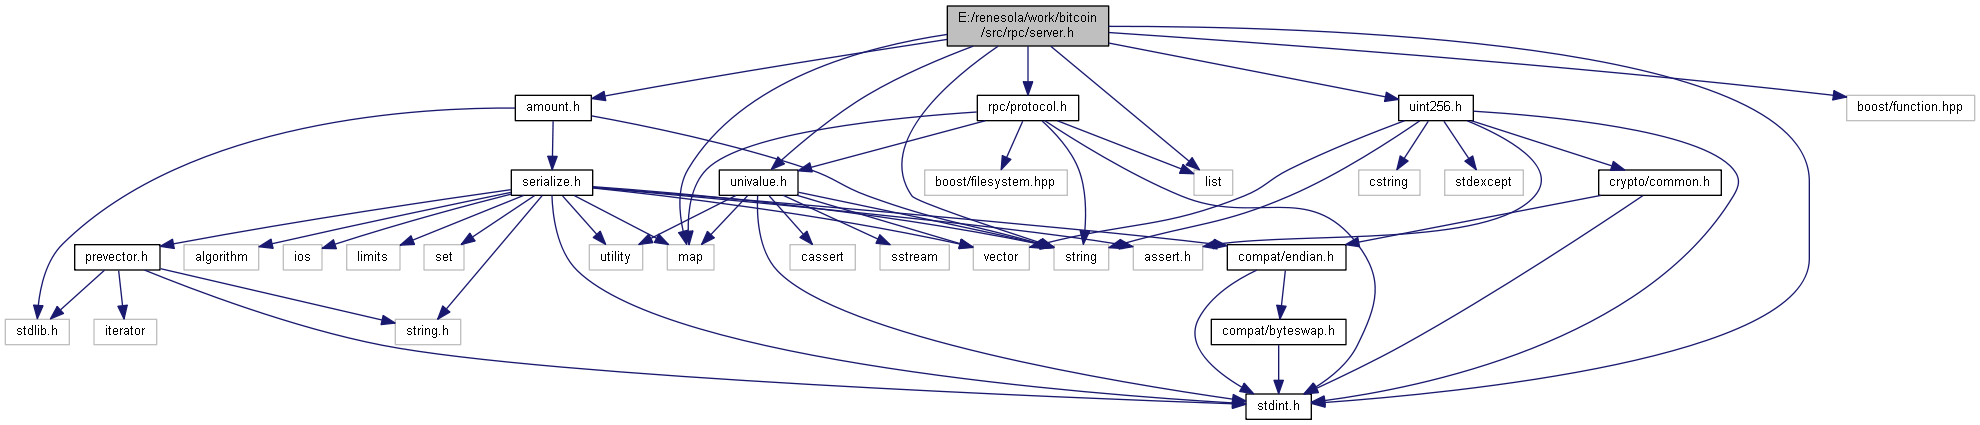 E:/renesola/work/bitcoin
/src/rpc/server.h
amount.h
rpc/protocol.h
uint256.h
boost/function.hpp
serialize.h
univalue.h
boost/filesystem.hpp
list
cstring
stdexcept
crypto/common.h
prevector.h
algorithm
ios
limits
set
utility
map
cassert
sstream
vector
string
assert.h
compat/endian.h
stdlib.h
iterator
string.h
compat/byteswap.h
stdint.h